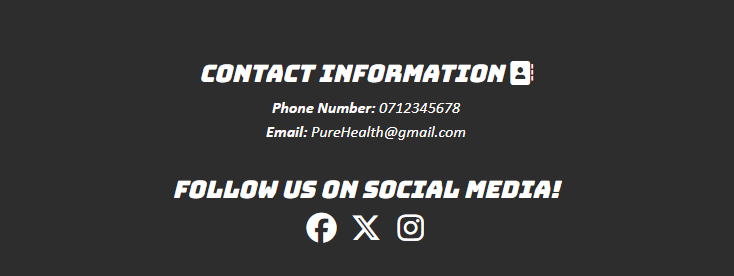 CONTACT INFORMATION
Phone Number: 0712345678
Email: PureHealth@gmail.com
FOLLOW US ON SOCIAL MEDIA!